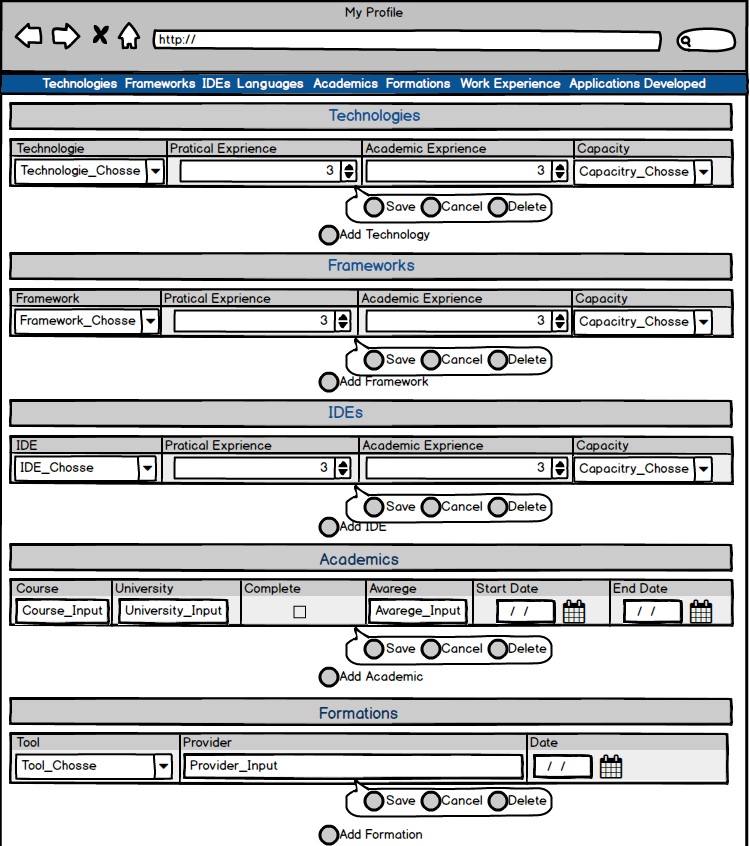 My Profile
http://
Technologies Frameworks IDEs Languages Academics Formations Work Experience Applications Developed
Technologies
Technologie Pratical Exprience Academic Exprience Capacity
Technologie_Chosse 3 3 Capacitry_Chosse
Save Cancel Delete
Add Technology
Frameworks
Framework Pratical Exprience Academic Exprience Capacity
Framework_Chosse 3 3 Capacitry_Chosse
Save Cancel Delete
Add Framework
IDEs
IDE Pratical Exprience Academic Exprience Capacity
IDE_Chosse 3 3 Capacitry_Chosse
Save Cancel Delete
Add IDE
Academics
Course University Complete Avarege Start Date End Date
Course_Input University_Input Avarege_Input / / / /
Save Cancel Delete
Add Academic
Formations
Tool Provider Date
Tool_Chosse Provider_Input / /
Save Cancel Delete
Add Formation